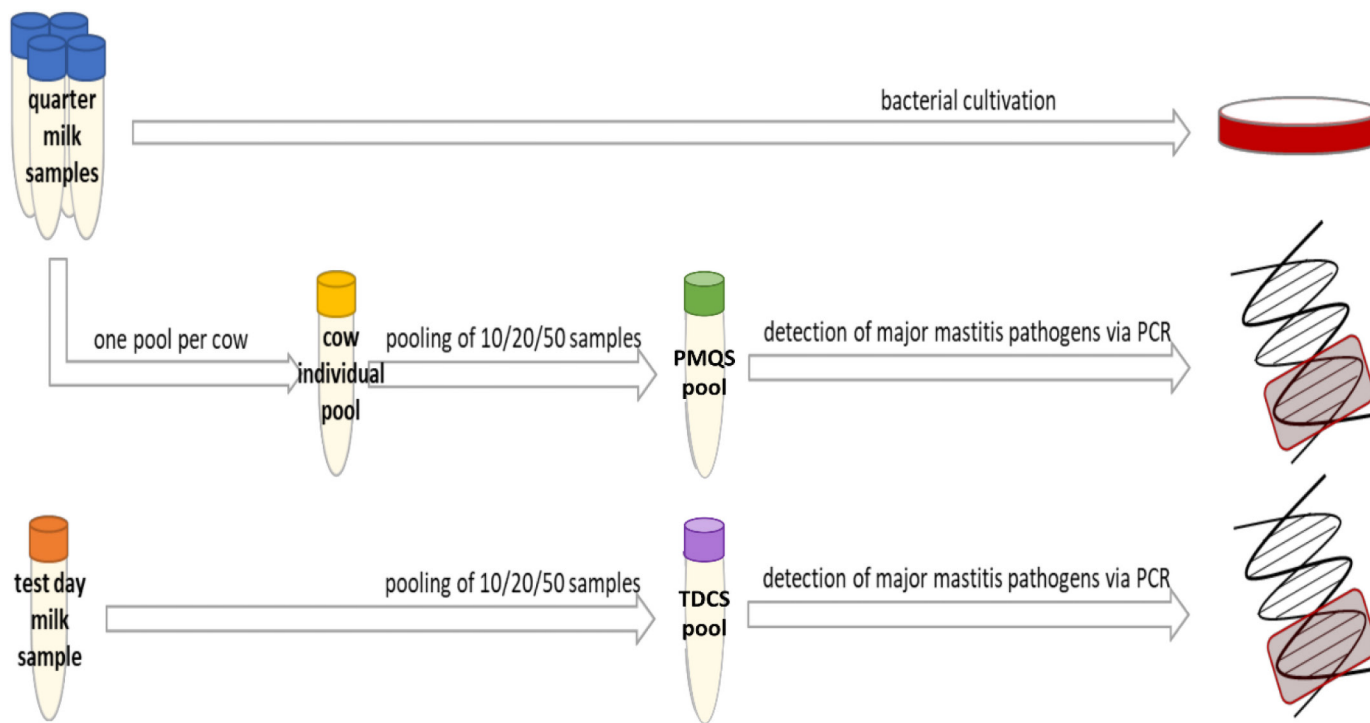 quarter
milk
samples
bacterial cultivation
one pool per cow
cow
individual
pool
pooling of 10/20/50 samples
PMQS
pool
detection of major mastitis pathogens via PCR
test day
milk
sample
pooling of 10/20/50 samples
TDCS
pool
detection of major mastitis pathogens via PCR